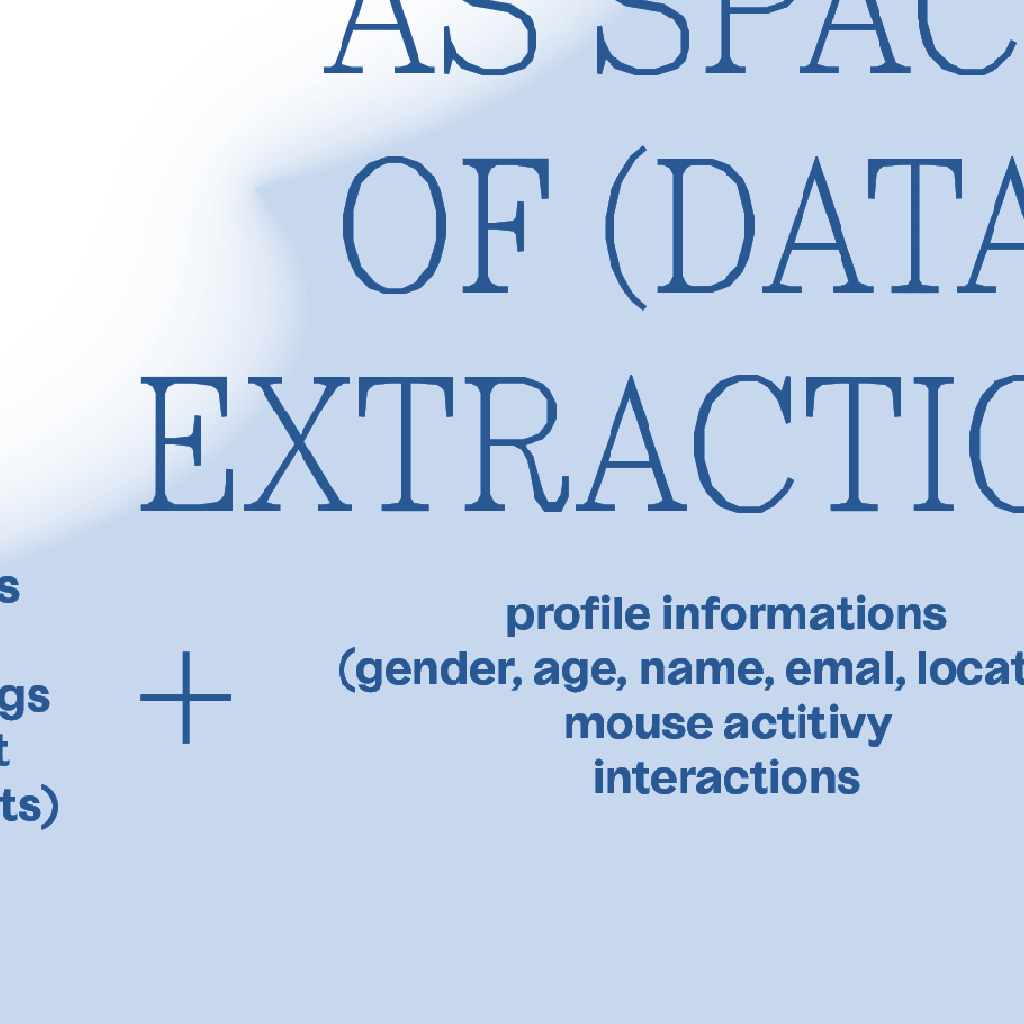 AS SPAC
OF (DATA
EXTRACTIO
s
gs
t
ts)
+
profile informations
(gender, age, name, emal, locat
mouse actitivy
interactions